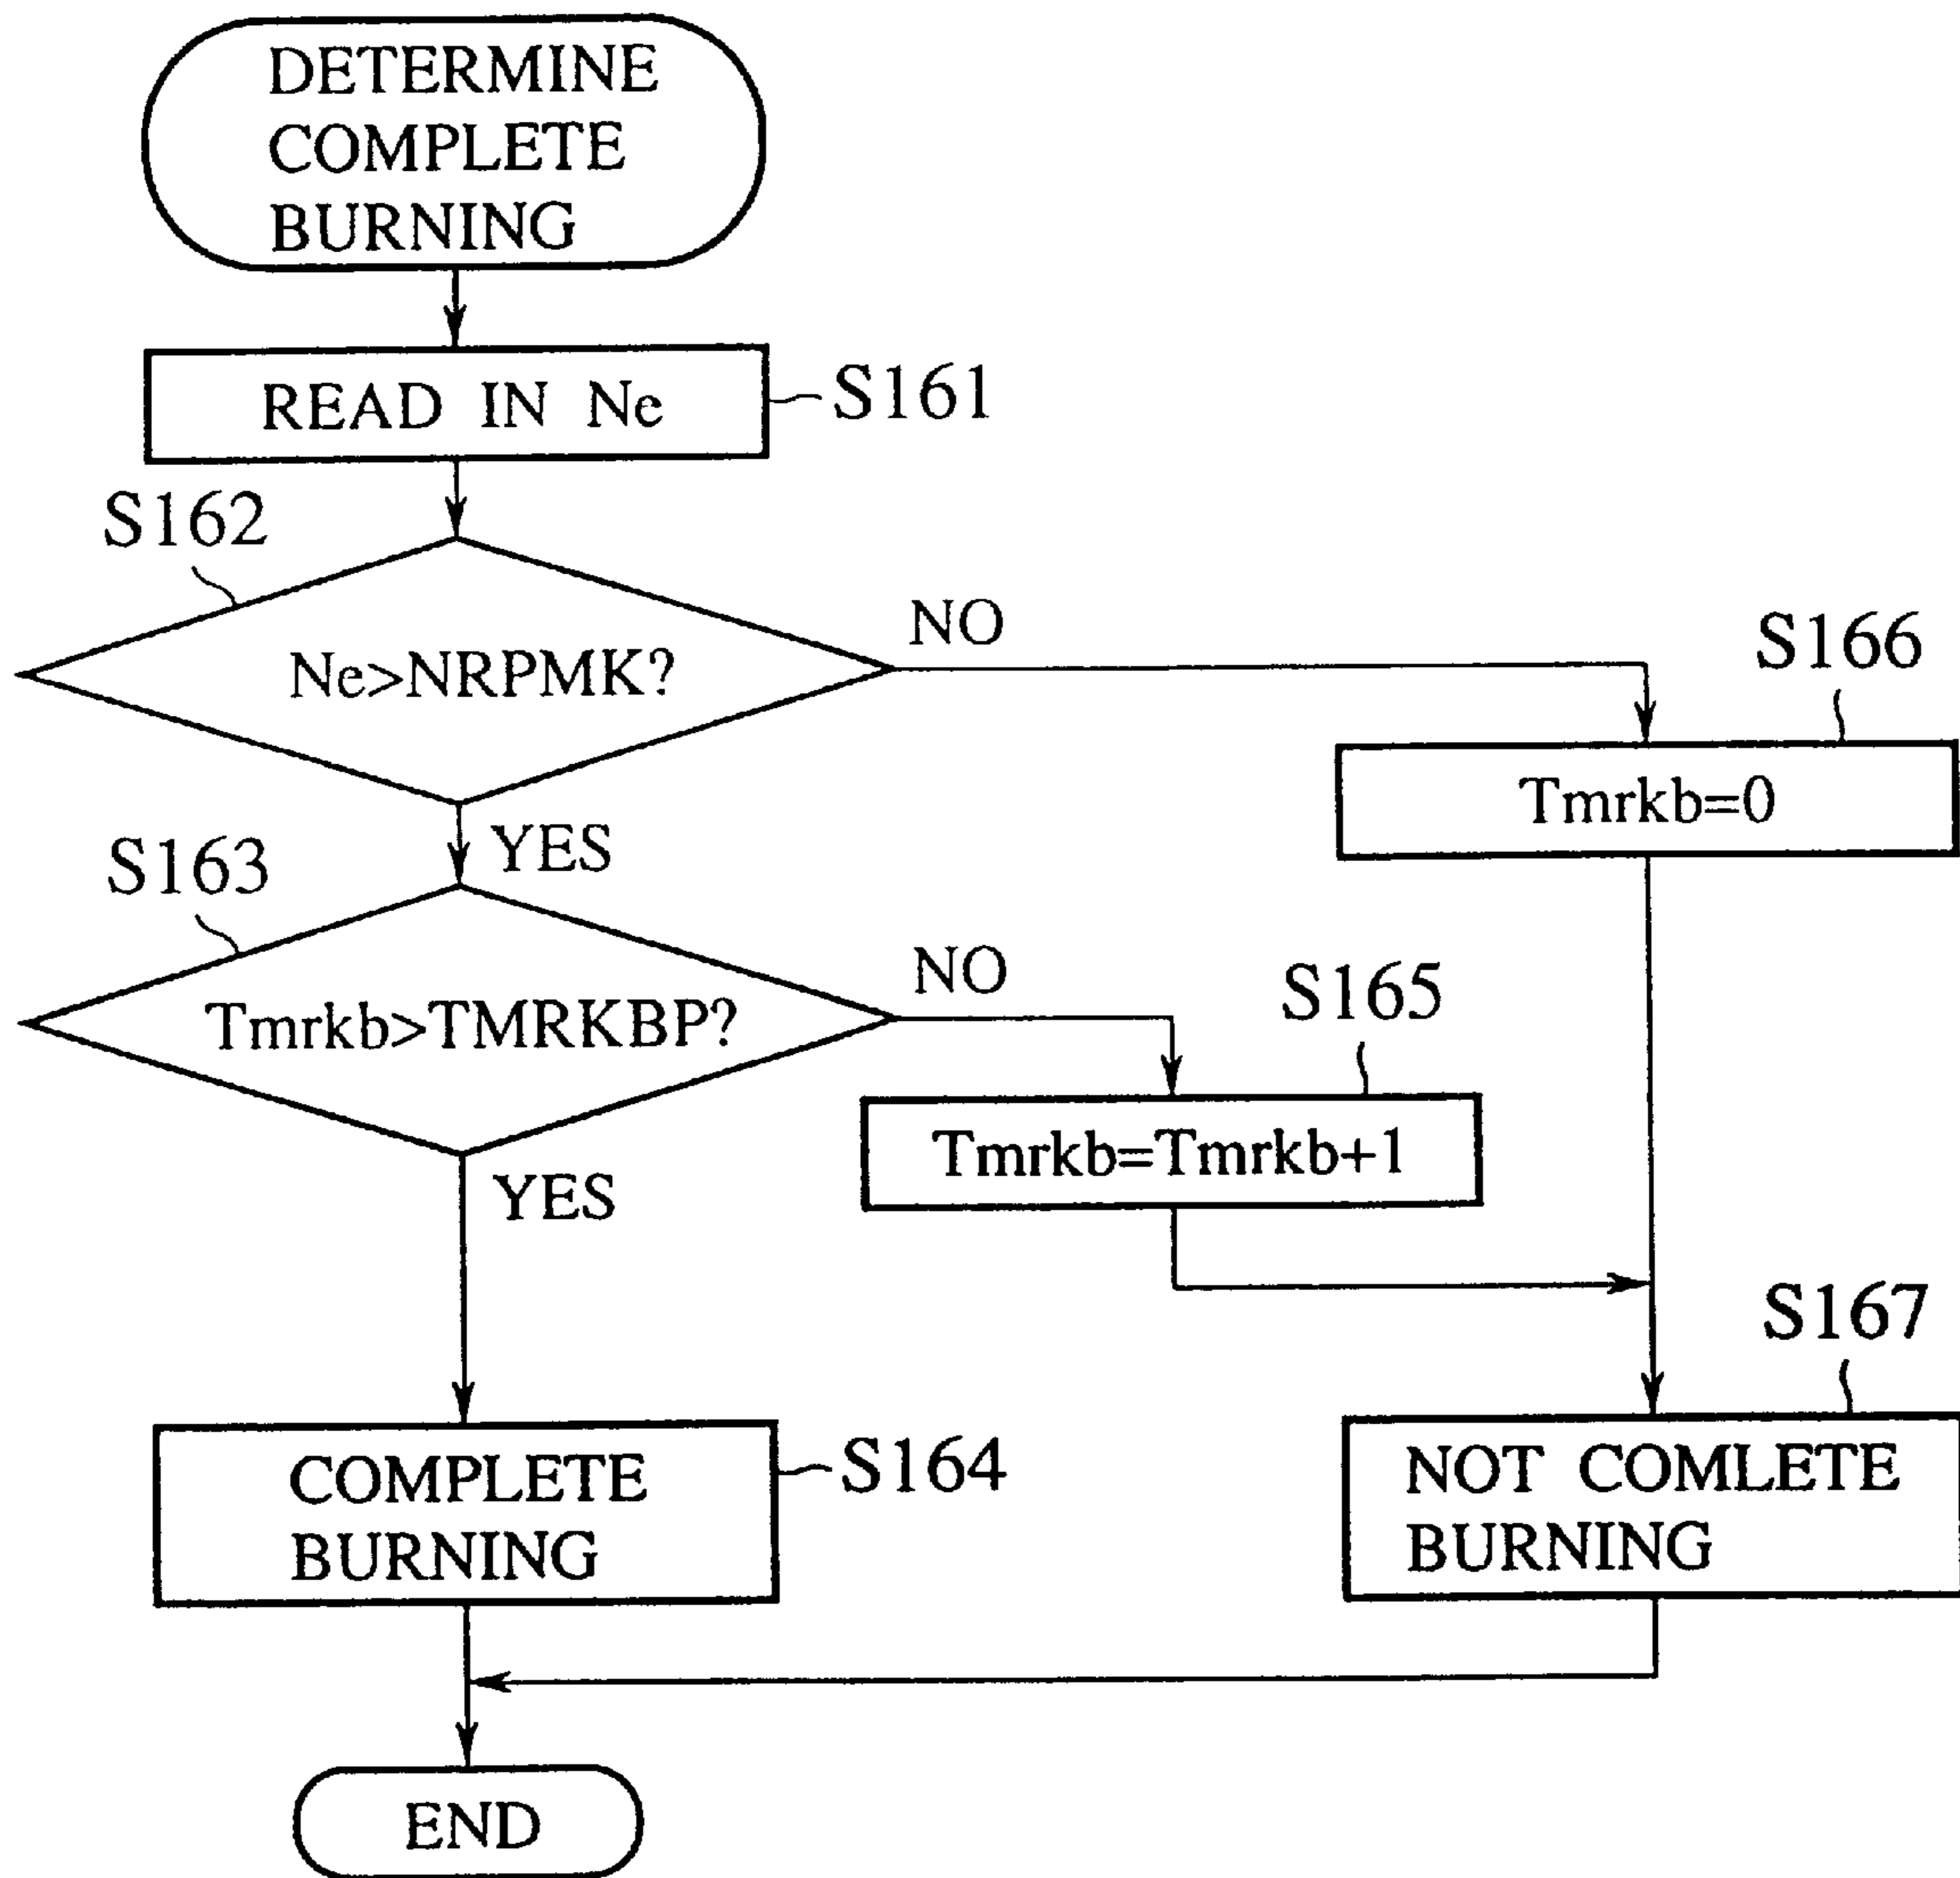 DETERMINE
COMPLETE
BURNING
READ IN Ne
S161
S162
Ne>NRPMK?
NO
S166
Tmrkb=0
YES
S163
Tmrkb>TMRKBP?
NO
S165
Tmrkb=Tmrkb+1
YES
S167
COMPLETE
BURNING
S164
NOT COMLETE
BURNING
END